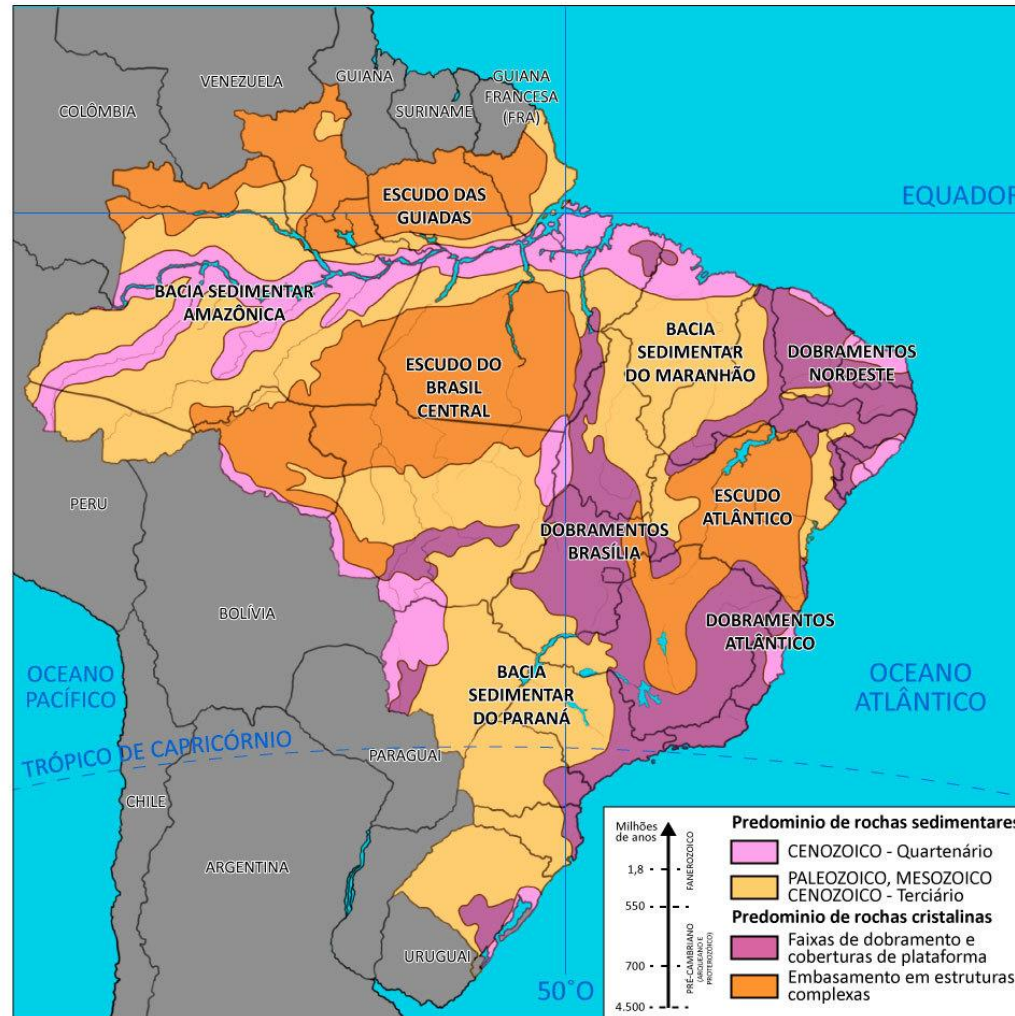 VENEZUELA
GUIANA
GUIANA
FRANCESA
(FRA)
COLÔMBIA
SURINAME
EQUADOR
ESCUDO DAS
GUIADAS
BACIA SEDIMENTAR
AMAZÔNICA
BACIA
SEDIMENTAR
DO MARANHÃO
DOBRAMENTOS
NORDESTE
ESCUDO DO
BRASIL
CENTRAL
PERU
ESCUDO
ATLÂNTICO
DOBRAMENTOS
BRASÍLIA
BOLÍVIA
DOBRAMENTOS
ATLÂNTICO
OCEANO
PACÍFICO
BACIA
SEDIMENTAR
DO PARANÁ
OCEANO
ATLÂNTICO
TRÓPICO DE CAPRICÓRNIO
PARAGUAI
CHILE
ARGENTINA
URUGUAI
50°O
Milhões
de anos
1,8
550
700
4.500
FANEROZOICO
PRÉ-CAMBRIANO
(ARQUEANO E
PROTEROZÓICO)
Predominio de rochas sedimentares
CENOZOICO - Quartenário
PALEOZOICO, MESOZOICO
CENOZOICO - Terciário
Predominio de rochas cristalinas
Faixas de dobramento e
coberturas de plataforma
Embasamento em estruturas
complexas